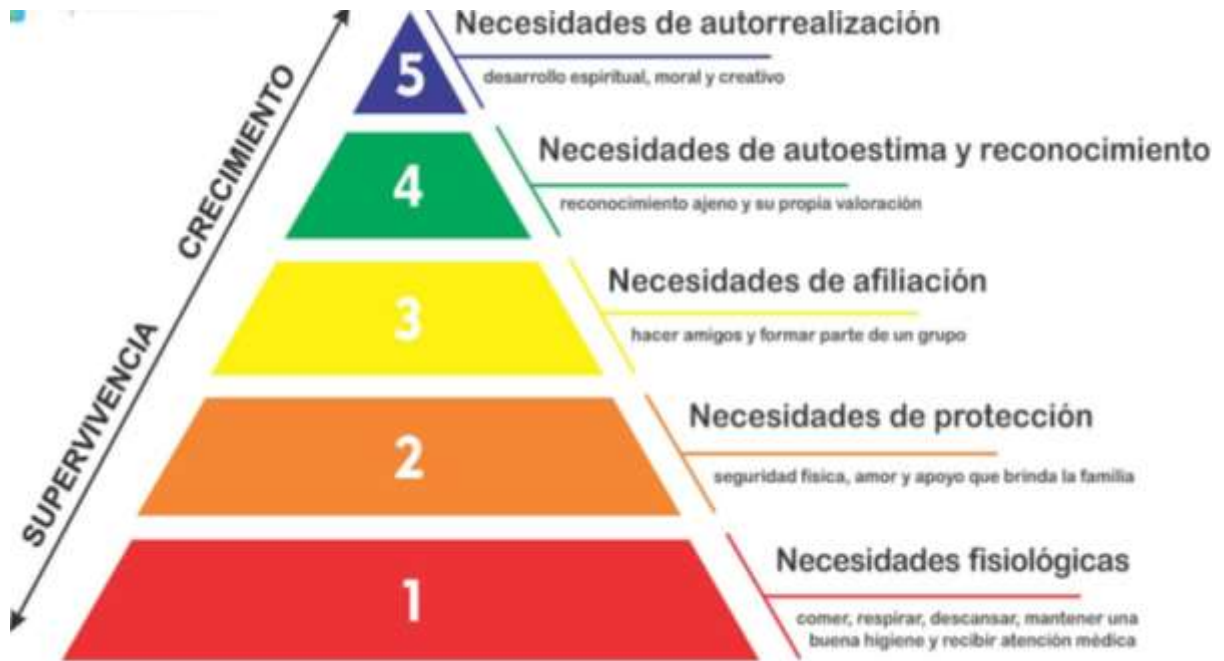 Necesidades de autorrealización
5
desarrollo espiritual, moral y creativo
CRECIMIENTO
Necesidades de autoestima y reconocimiento
4
reconocimiento ajeno y su propia valoración
Necesidades de afiliación
3
hacer amigos y formar parte de un grupo
SUPERVIVENCIA
Necesidades de protección
2
seguridad física, amor y apoyo que brinda la familia
Necesidades fisiológicas
1
comer, respirar, descansar, mantener una
buena higiene y recibir atención médica